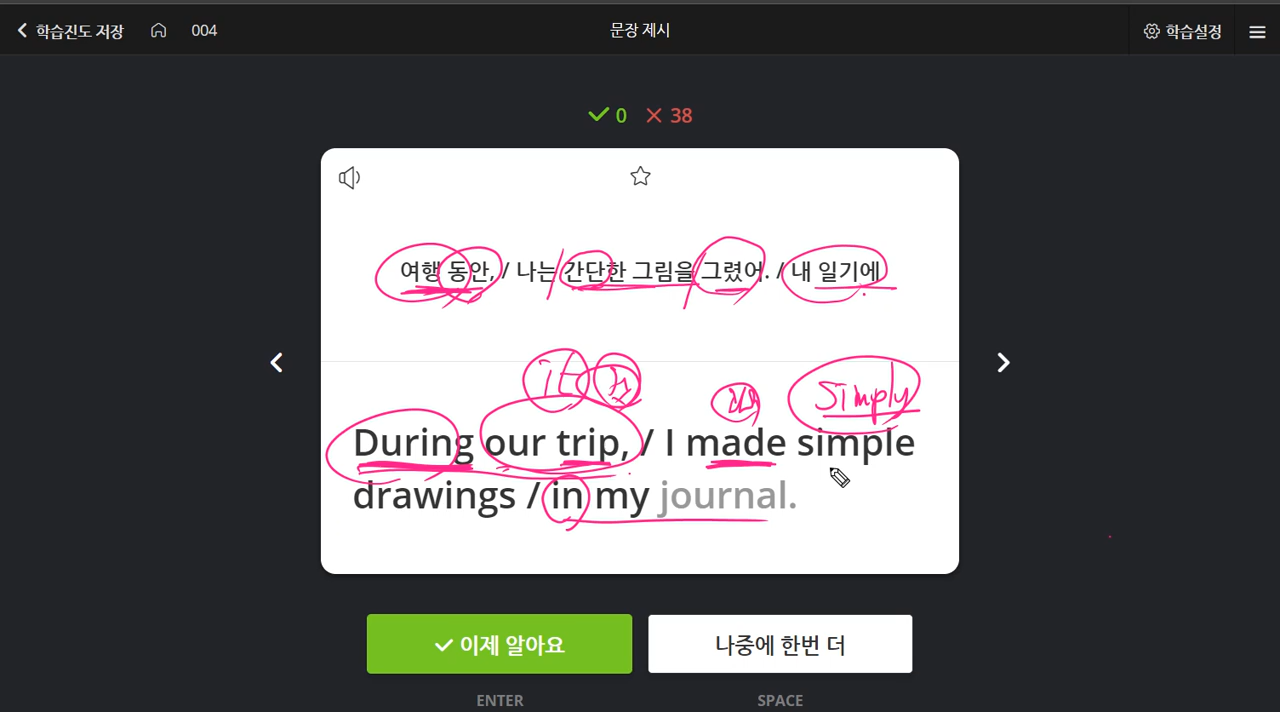 학습진도 저장 004 문장 제시 학습설정
0 38
여행 동안, / 나는 간단한 그림을 그렸어. / 내 일기에
Simply
During our trip, / I made simple
drawings / in my journal.
이제 알아요 나중에 한번 더
ENTER SPACE